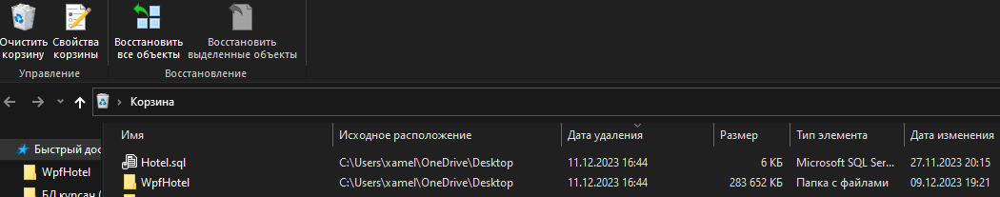 Очистить корзину
Свойства корзины
Восстановить все объекты
Восстановить выделенные объекты
Управление
Восстановление
Корзина
Имя Исходное расположение Дата удаления Размер Тип элемента Дата изменения
Быстрый дос
Hotel.sql C:\Users\xamel\OneDrive\Desktop 11.12.2023 16:44 6 КБ Microsoft SQL Ser... 27.11.2023 20:15
WpfHotel
WpfHotel C:\Users\xamel\OneDrive\Desktop 11.12.2023 16:44 283 652 КБ Папка с файлами 09.12.2023 19:21
БД курсач (